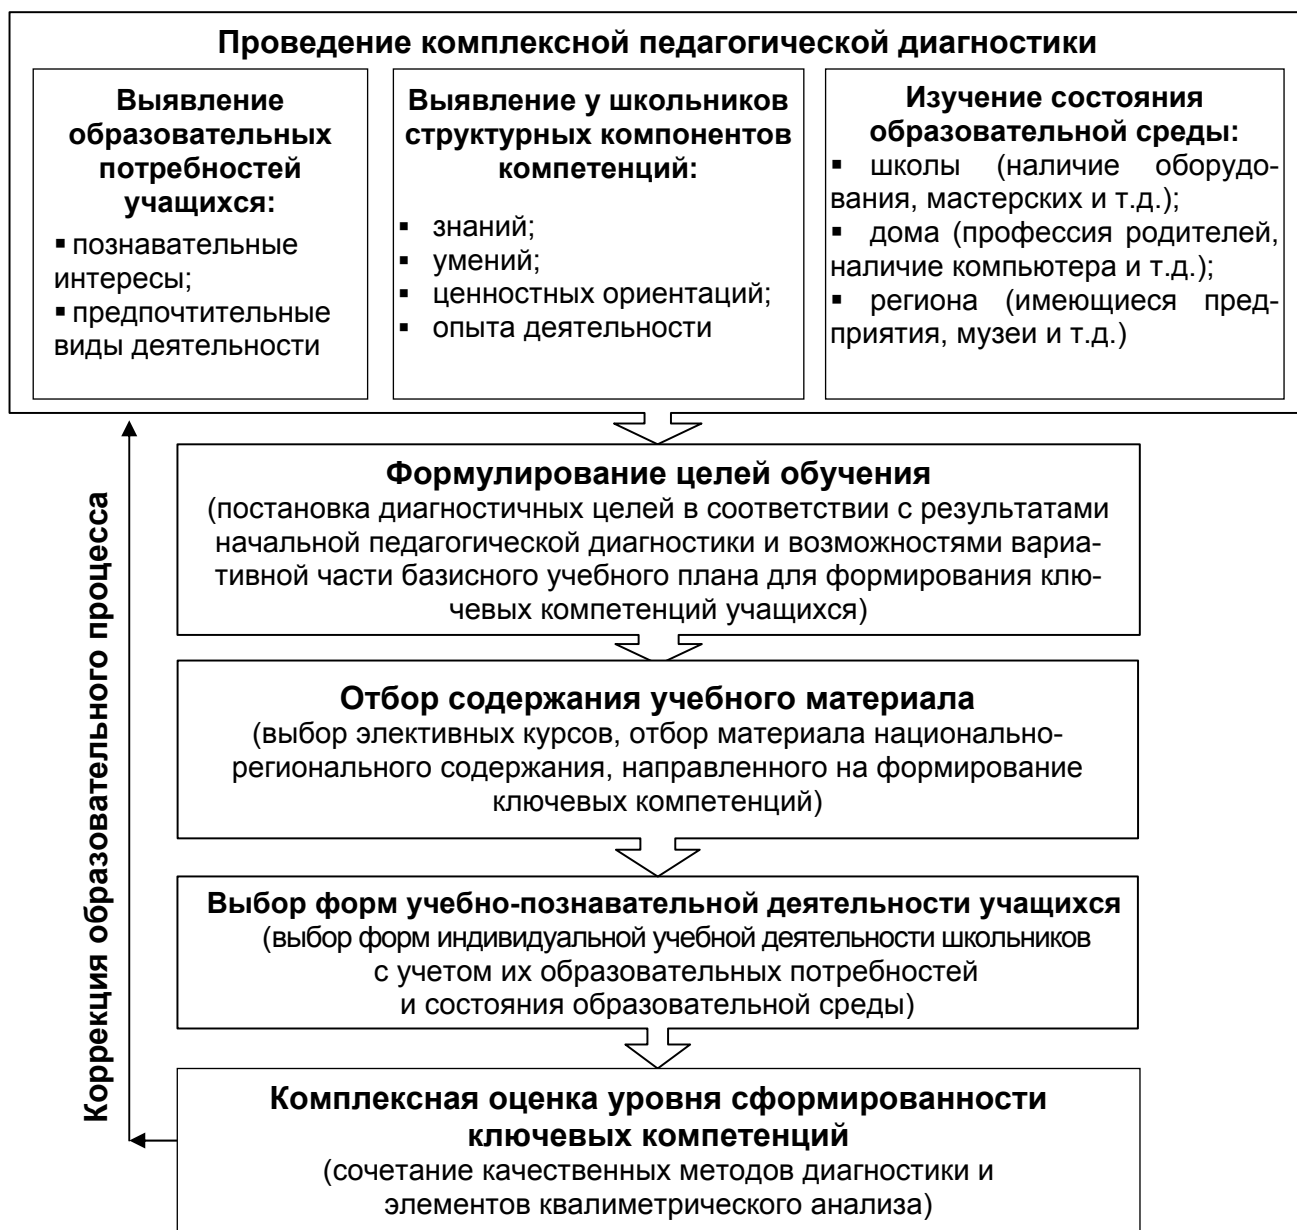 Проведение комплексной педагогической диагностики
Выявление
образовательных
потребностей
учащихся:
▪ познавательные
интересы;
▪ предпочтительные
виды деятельности
Выявление у школьников
структурных компонентов
компетенций:
▪ знаний;
▪ умений;
▪ ценностных ориентаций;
▪ опыта деятельности
Изучение состояния
образовательной среды:
▪ школы (наличие оборудо-
вания, мастерских и т.д.);
▪ дома (профессия родителей,
наличие компьютера и т.д.);
▪ региона (имеющиеся пред-
приятия, музеи и т.д.)
Формулирование целей обучения
(постановка диагностичных целей в соответствии с результатами
начальной педагогической диагностики и возможностями вариа-
тивной части базисного учебного плана для формирования клю-
чевых компетенций учащихся)
Отбор содержания учебного материала
(выбор элективных курсов, отбор материала национально-
регионального содержания, направленного на формирование
ключевых компетенций)
Выбор форм учебно-познавательной деятельности учащихся
(выбор форм индивидуальной учебной деятельности школьников
с учетом их образовательных потребностей
и состояния образовательной среды)
Комплексная оценка уровня сформированности
ключевых компетенций
(сочетание качественных методов диагностики и
элементов квалиметрического анализа)
Коррекция образовательного процесса